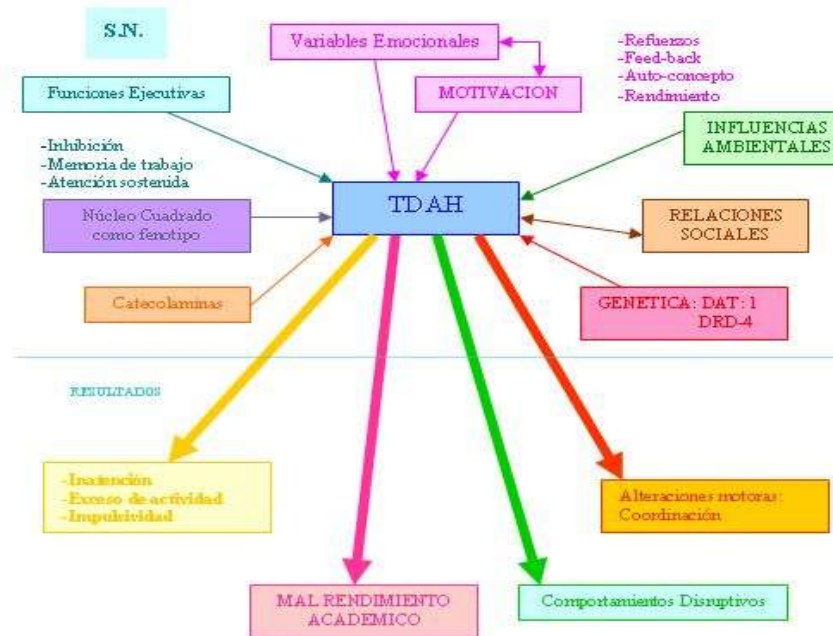 S.N.
Variables Emocionales
-Refuerzos
-Feed-back
-Auto-concepto
-Rendimiento
Funciones Ejecutivas
MOTIVACION
INFLUENCIAS
AMBIENTALES
-Inhibición
-Memoria de trabajo
-Atención sostenida
TDAH
Núcleo Cuadrado
como fenotipo
RELACIONES
SOCIALES
Catecolaminas
GENETICA: DAT: 1
DRD-4
RESULTADOS
-Inatención
-Exceso de actividad
-Impulsividad
Alteraciones motoras:
Coordinación
MAL RENDIMIENTO
ACADEMICO
Comportamientos Disruptivos